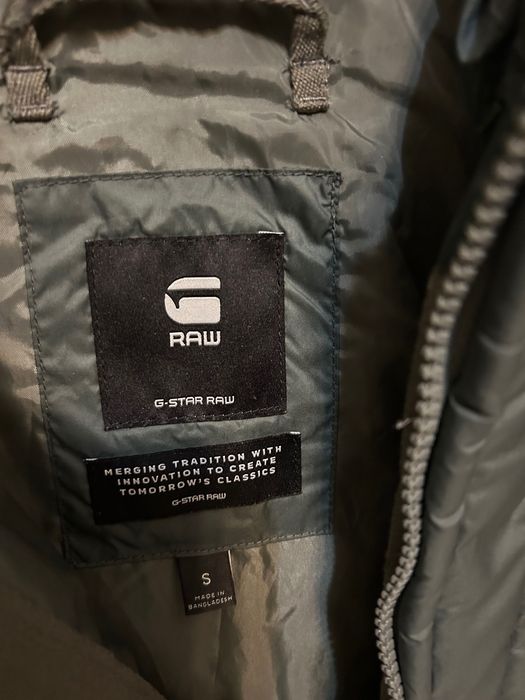 RAW
G-STAR RAW
MERGING TRADITION WITH
INNOVATION TO CREATE
TOMORROW'S CLASSICS
G-STAR RAW
S
MADE IN
BANGLADESH